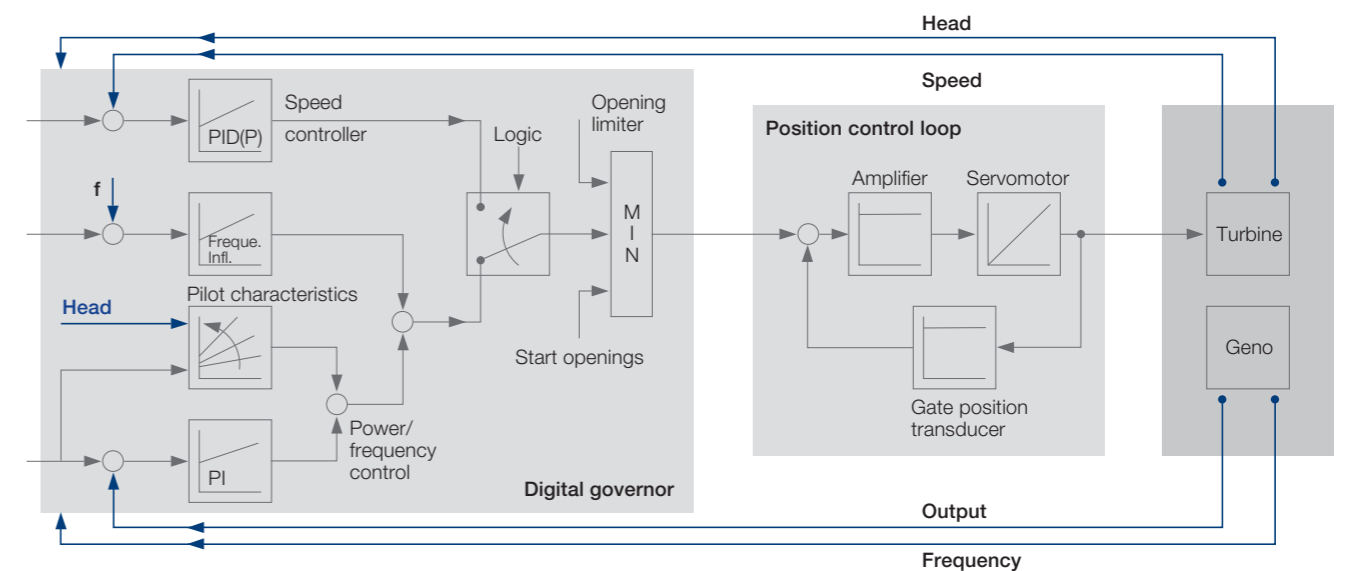 Head
Speed
Speed
controller
PID(P)
Opening
limiter
Logic
Position control loop
Amplifier
Servomotor
f
M
I
N
Turbine
Freque.
Infl.
Pilot characteristics
Head
Start openings
Geno
Gate position
transducer
Power/
frequency
control
PI
Digital governor
Output
Frequency